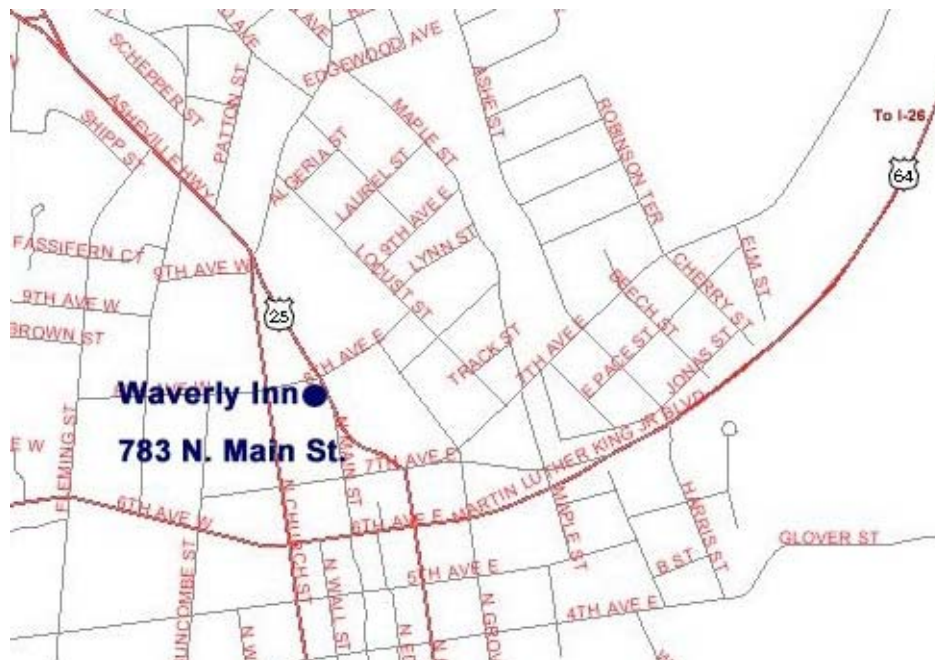 EDGEWOOD AVE
SCHEPPER ST
PATTON ST
ASHEVILLE HWY
SHIPP ST
MAPLE ST
ASHE ST
ROBINSON TER
To I-26
64
ALGERIA ST
LAUREL ST
9TH AVE E
LYNN ST
LOCUST ST
FASSIFERN CT
9TH AVE W
9TH AVE W
BROWN ST
25
ELM ST
CHERRY ST
BEECH ST
TRACK ST
7TH AVE E
E PACE ST
JONAS ST
8TH AVE E
Waverly Inn
783 N. Main St.
FLEMING ST
E W
N MAIN ST
7TH AVE E
MARTIN LUTHER KING JR BLVD
6TH AVE W
6TH AVE E
N CHURCH ST
MAPLE ST
HARRIS ST
GLOVER ST
N WALL ST
5TH AVE E
B ST
4TH AVE E
UNCOMBE ST
N W
N GROV